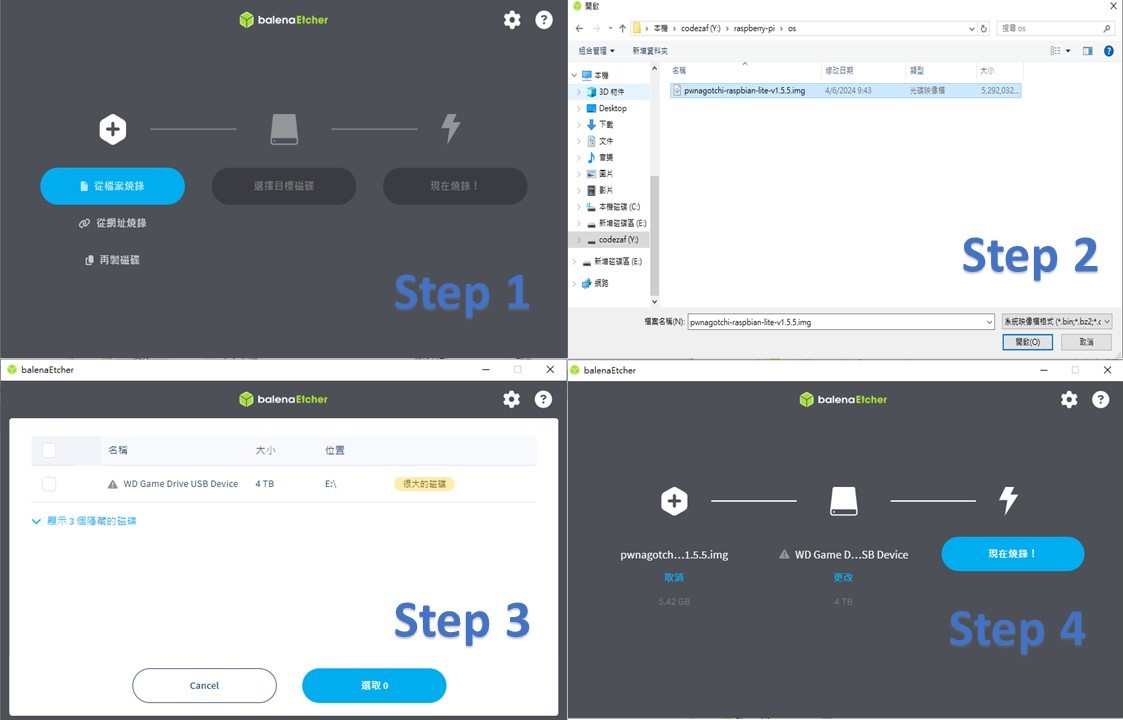 balenaEtcher
從檔案燒錄
選擇目標磁碟
現在燒錄！
從網址燒錄
再製磁碟
Step 1
開啟
本機 › codezaf (Y:) › raspberry-pi › os
搜尋 os
組合管理
新增資料夾
本機
3D 物件
Desktop
下載
文件
音樂
圖片
影片
本機磁碟 (C:)
新增磁碟區 (E:)
codezaf (Y:)
新增磁碟區 (E:)
網路
名稱 修改日期 類型 大小
pwnagotchi-raspbian-lite-v1.5.5.img 4/6/2024 9:43 光碟映像檔 5,292,032...
Step 2
檔案名稱(N): pwnagotchi-raspbian-lite-v1.5.5.img
系統映像檔格式 (*.bin;*.bz2;*.c
開啟(O) 取消
balenaEtcher
balenaEtcher
名稱 大小 位置
WD Game Drive USB Device 4 TB E:\ 很大的磁碟
顯示 3 個隱藏的磁碟
Step 3
Cancel 選取 0
balenaEtcher
balenaEtcher
pwnagotch...1.5.5.img
取消
5.42 GB
WD Game D...SB Device
更改
4 TB
現在燒錄！
Step 4